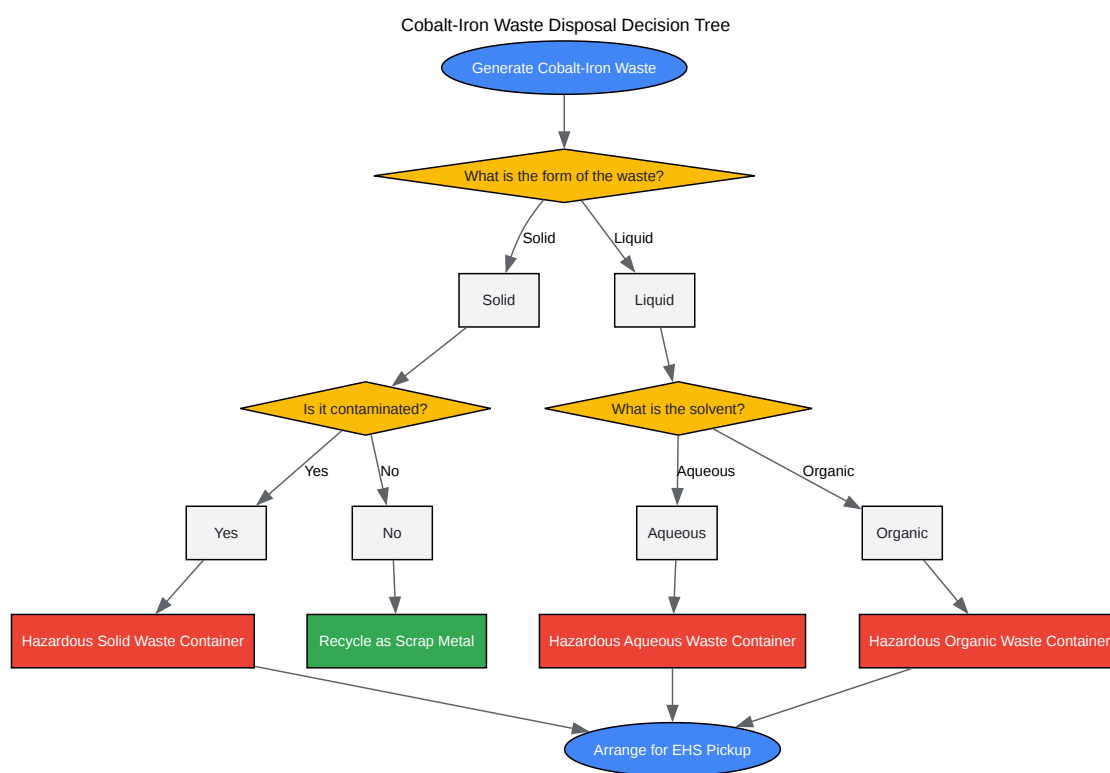 Cobalt-Iron Waste Disposal Decision Tree
Generate Cobalt-Iron Waste
What is the form of the waste?
Solid
Liquid
Solid
Liquid
Is it contaminated?
What is the solvent?
Yes
No
Aqueous
Organic
Yes
No
Aqueous
Organic
Hazardous Solid Waste Container
Recycle as Scrap Metal
Hazardous Aqueous Waste Container
Hazardous Organic Waste Container
Arrange for EHS Pickup